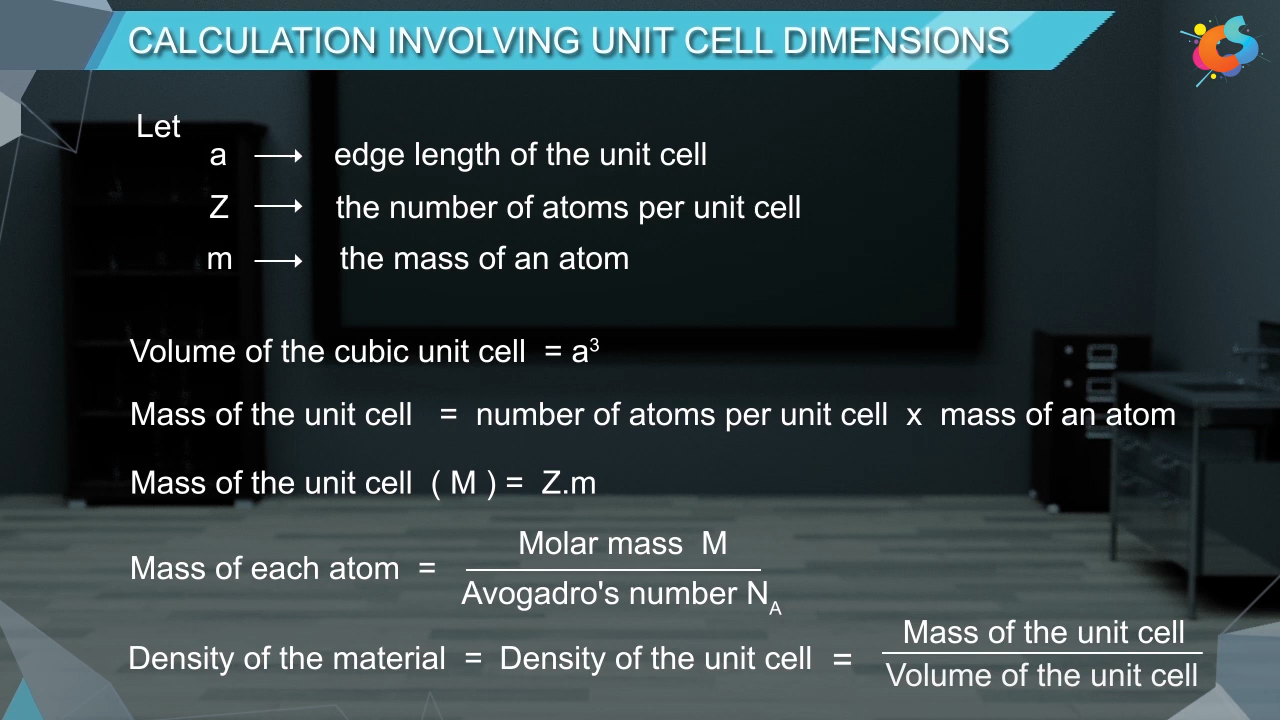 CALCULATION INVOLVING UNIT CELL DIMENSIONS
Let
a ⟶ edge length of the unit cell
Z ⟶ the number of atoms per unit cell
m ⟶ the mass of an atom
Volume of the cubic unit cell = a³
Mass of the unit cell = number of atoms per unit cell x mass of an atom
Mass of the unit cell ( M ) = Z.m
Mass of each atom = Molar mass M / Avogadro's number N_A
Density of the material = Density of the unit cell = Mass of the unit cell / Volume of the unit cell